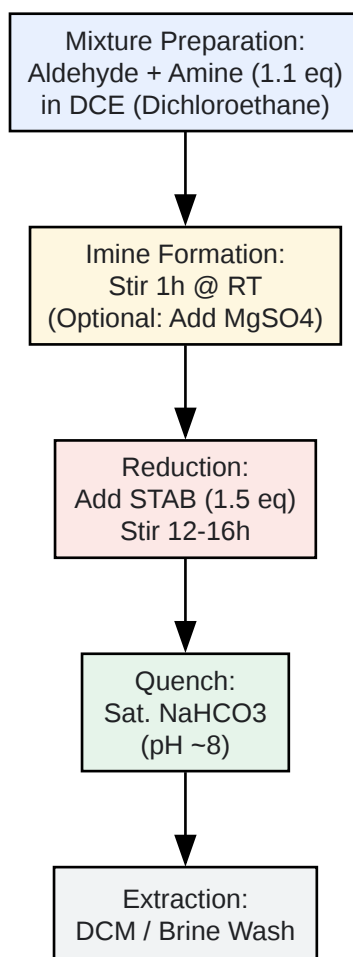 Mixture Preparation:
Aldehyde + Amine (1.1 eq)
in DCE (Dichloroethane)
Imine Formation:
Stir 1h @ RT
(Optional: Add MgSO4)
Reduction:
Add STAB (1.5 eq)
Stir 12-16h
Quench:
Sat. NaHCO3
(pH ~8)
Extraction:
DCM / Brine Wash